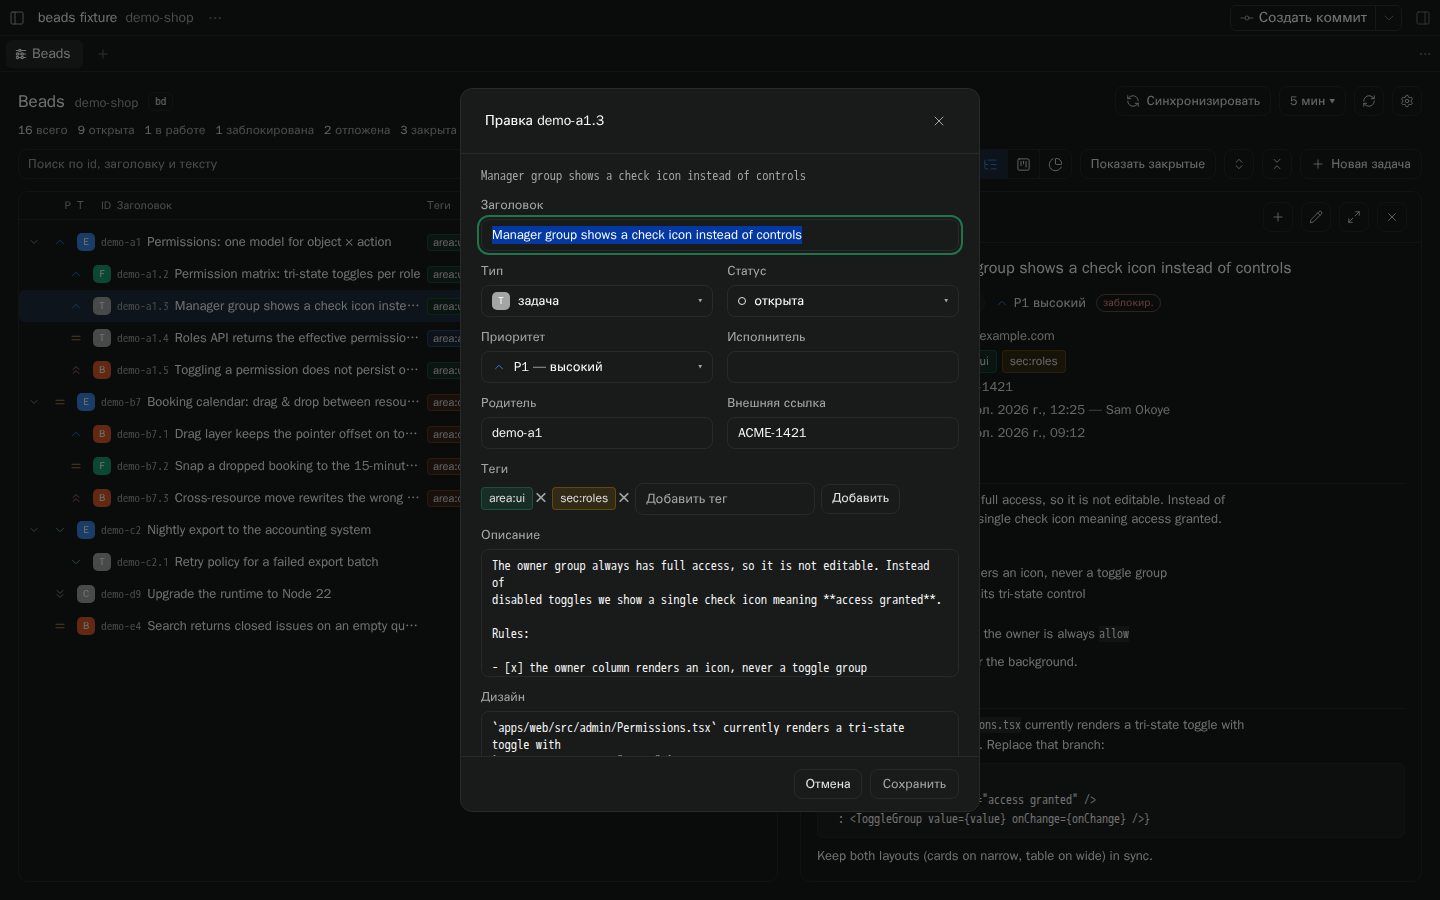 beads fixture demo-shop ···
Создать коммит
Beads
Beads demo-shop bd
Синхронизировать
5 мин
16 всего 9 открыта 1 в работе 1 заблокирована 2 отложена 3 закрыта
Поиск по id, заголовку и тексту
Показать закрытые
Новая задача
P T ID Заголовок Теги
E demo-a1 Permissions: one model for object × action
F demo-a1.2 Permission matrix: tri-state toggles per role
T demo-a1.3 Manager group shows a check icon inste···
T demo-a1.4 Roles API returns the effective permissio··· area:
B demo-a1.5 Toggling a permission does not persist o···
E demo-b7 Booking calendar: drag & drop between resou···
B demo-b7.1 Drag layer keeps the pointer offset on to···
F demo-b7.2 Snap a dropped booking to the 15-minut···
B demo-b7.3 Cross-resource move rewrites the wrong ···
E demo-c2 Nightly export to the accounting system
T demo-c2.1 Retry policy for a failed export batch
C demo-d9 Upgrade the runtime to Node 22
B demo-e4 Search returns closed issues on an empty qu···
Правка demo-a1.3
Manager group shows a check icon instead of controls
Заголовок
Manager group shows a check icon instead of controls
Тип
T задача
Статус
открыта
Приоритет
P1 — высокий
Исполнитель
Родитель
demo-a1
Внешняя ссылка
ACME-1421
Теги
area:ui ✕ sec:roles ✕ Добавить тег Добавить
Описание
The owner group always has full access, so it is not editable. Instead
of
disabled toggles we show a single check icon meaning **access granted**.
Rules:
- [x] the owner column renders an icon, never a toggle group
Дизайн
`apps/web/src/admin/Permissions.tsx` currently renders a tri-state
toggle with
Отмена
Сохранить
group shows a check icon instead of controls
P1 высокий заблокир.
example.com
ui sec:roles
1421
2026 г., 12:25 — Sam Okoye
2026 г., 09:12
full access, so it is not editable. Instead of
single check icon meaning access granted.
ers an icon, never a toggle group
its tri-state control
the owner is always allow
the background.
ons.tsx currently renders a tri-state toggle with
. Replace that branch:
="access granted" />
: <ToggleGroup value={value} onChange={onChange} />}
Keep both layouts (cards on narrow, table on wide) in sync.